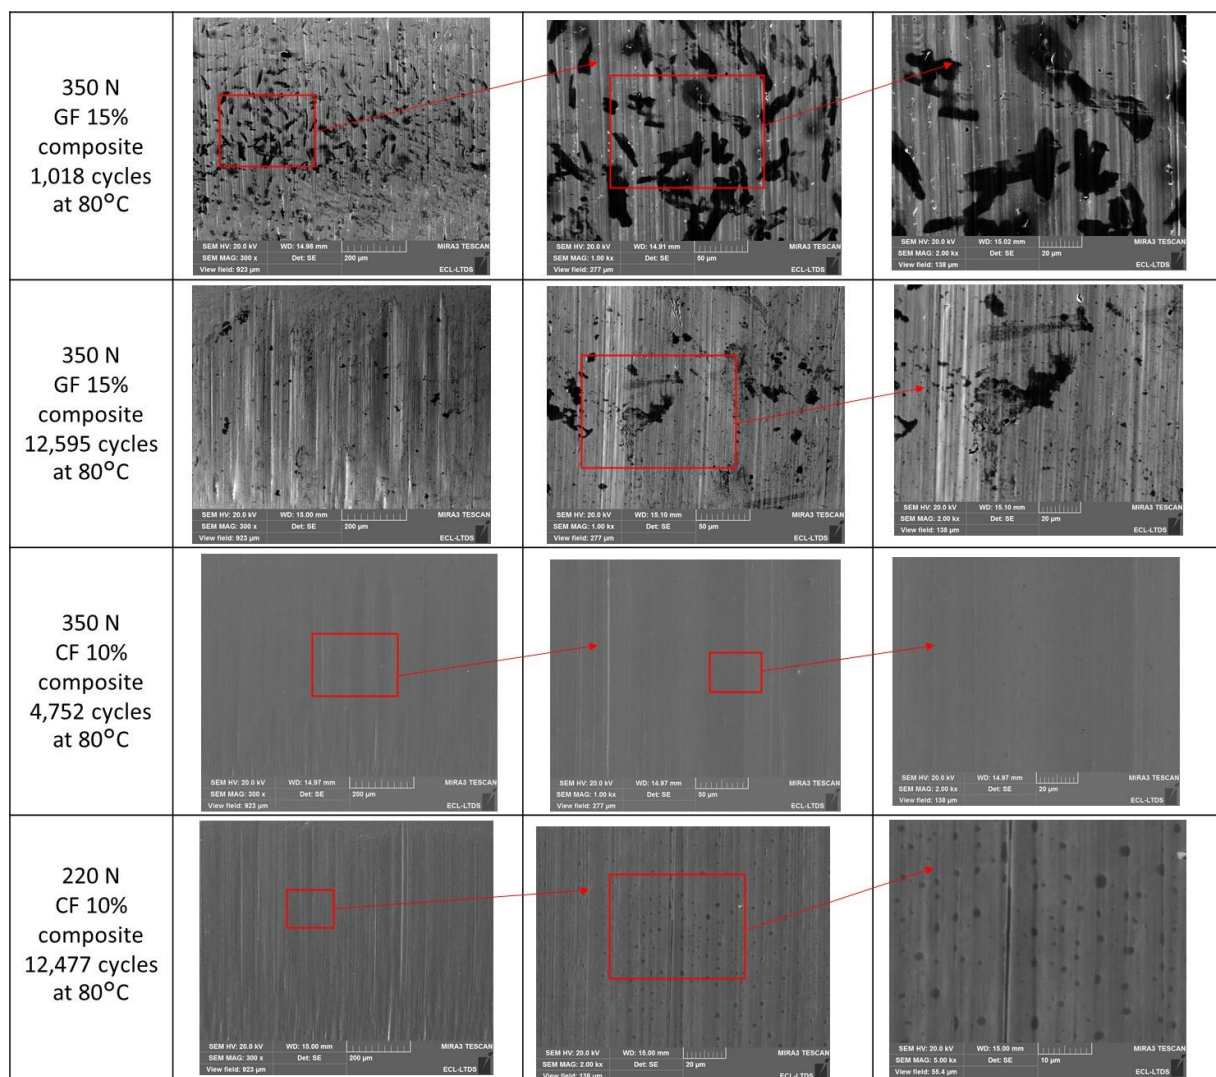 350 N
GF 15%
composite
1,018 cycles
at 80°C
SEM HV: 20.0 kV WD: 14.98 mm MIRA3 TESCAN
SEM MAG: 300 x Det: SE 200 µm
View field: 923 µm ECL-LTDS
SEM HV: 20.0 kV WD: 14.91 mm MIRA3 TESCAN
SEM MAG: 1.00 kx Det: SE 50 µm
View field: 277 µm ECL-LTDS
SEM HV: 20.0 kV WD: 15.02 mm MIRA3 TESCAN
SEM MAG: 2.00 kx Det: SE 20 µm
View field: 138 µm ECL-LTDS
350 N
GF 15%
composite
12,595 cycles
at 80°C
SEM HV: 20.0 kV WD: 15.00 mm MIRA3 TESCAN
SEM MAG: 300 x Det: SE 200 µm
View field: 923 µm ECL-LTDS
SEM HV: 20.0 kV WD: 15.10 mm MIRA3 TESCAN
SEM MAG: 1.00 kx Det: SE 50 µm
View field: 277 µm ECL-LTDS
SEM HV: 20.0 kV WD: 15.10 mm MIRA3 TESCAN
SEM MAG: 2.00 kx Det: SE 20 µm
View field: 138 µm ECL-LTDS
350 N
CF 10%
composite
4,752 cycles
at 80°C
SEM HV: 20.0 kV WD: 14.97 mm MIRA3 TESCAN
SEM MAG: 300 x Det: SE 200 µm
View field: 923 µm ECL-LTDS
SEM HV: 20.0 kV WD: 14.97 mm MIRA3 TESCAN
SEM MAG: 1.00 kx Det: SE 50 µm
View field: 277 µm ECL-LTDS
SEM HV: 20.0 kV WD: 14.97 mm MIRA3 TESCAN
SEM MAG: 2.00 kx Det: SE 20 µm
View field: 138 µm ECL-LTDS
220 N
CF 10%
composite
12,477 cycles
at 80°C
SEM HV: 20.0 kV WD: 15.00 mm MIRA3 TESCAN
SEM MAG: 300 x Det: SE 200 µm
View field: 923 µm ECL-LTDS
SEM HV: 20.0 kV WD: 15.00 mm MIRA3 TESCAN
SEM MAG: 2.00 kx Det: SE 20 µm
View field: 138 µm ECL-LTDS
SEM HV: 20.0 kV WD: 15.00 mm MIRA3 TESCAN
SEM MAG: 5.00 kx Det: SE 10 µm
View field: 55.4 µm ECL-LTDS